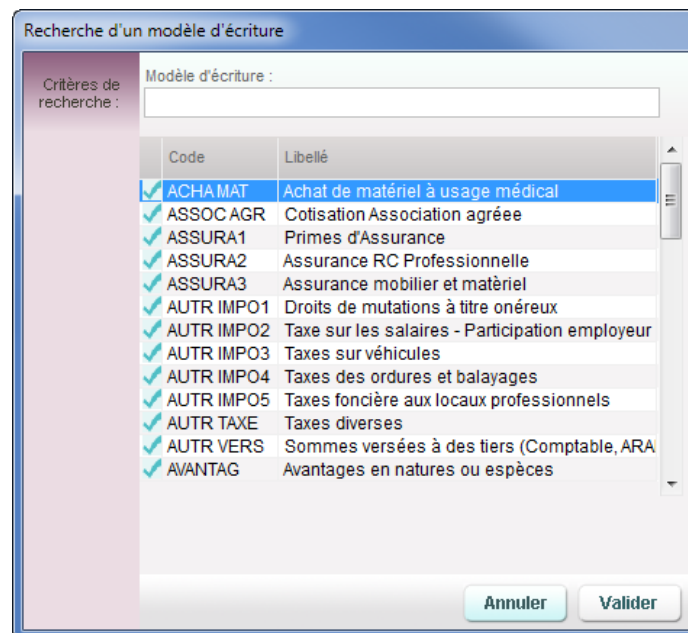 Recherche d'un modèle d'écriture
Critères de
recherche :
Modèle d'écriture :
Code Libellé
ACHA MAT Achat de matériel à usage médical
ASSOC AGR Cotisation Association agréee
ASSURA1 Primes d'Assurance
ASSURA2 Assurance RC Professionnelle
ASSURA3 Assurance mobilier et matèriel
AUTR IMPO1 Droits de mutations à titre onéreux
AUTR IMPO2 Taxe sur les salaires - Participation employeur
AUTR IMPO3 Taxes sur véhicules
AUTR IMPO4 Taxes des ordures et balayages
AUTR IMPO5 Taxes foncière aux locaux professionnels
AUTR TAXE Taxes diverses
AUTR VERS Sommes versées à des tiers (Comptable, ARA
AVANTAG Avantages en natures ou espèces
Annuler Valider